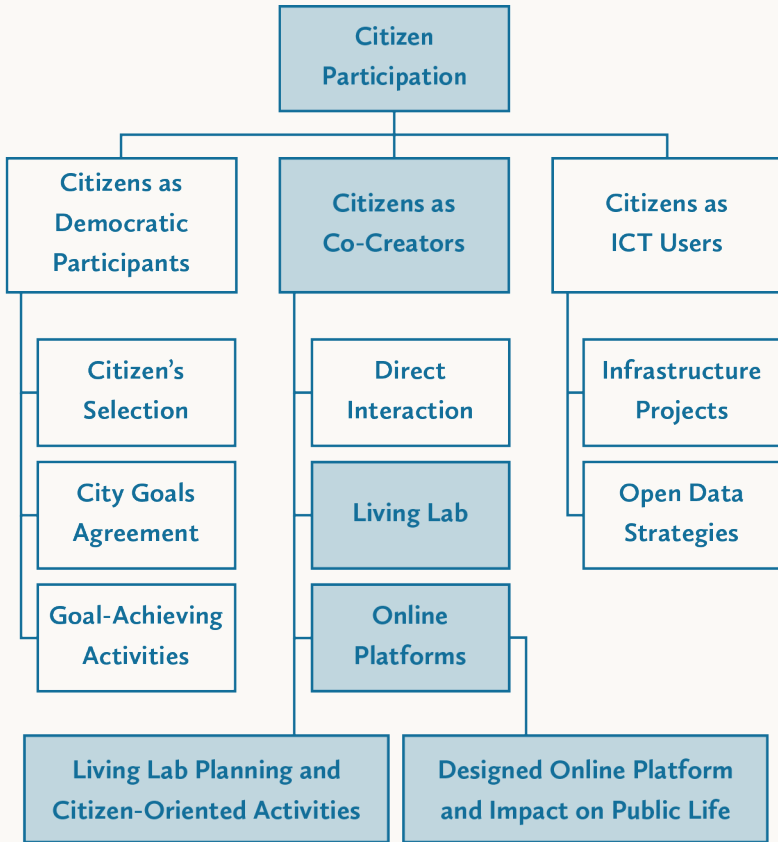 Citizen
Participation
Citizens as
Democratic
Participants
Citizens as
Co-Creators
Citizens as
ICT Users
Citizen’s
Selection
Direct
Interaction
Infrastructure
Projects
City Goals
Agreement
Living Lab
Open Data
Strategies
Goal-Achieving
Activities
Online
Platforms
Living Lab Planning and
Citizen-Oriented Activities
Designed Online Platform
and Impact on Public Life